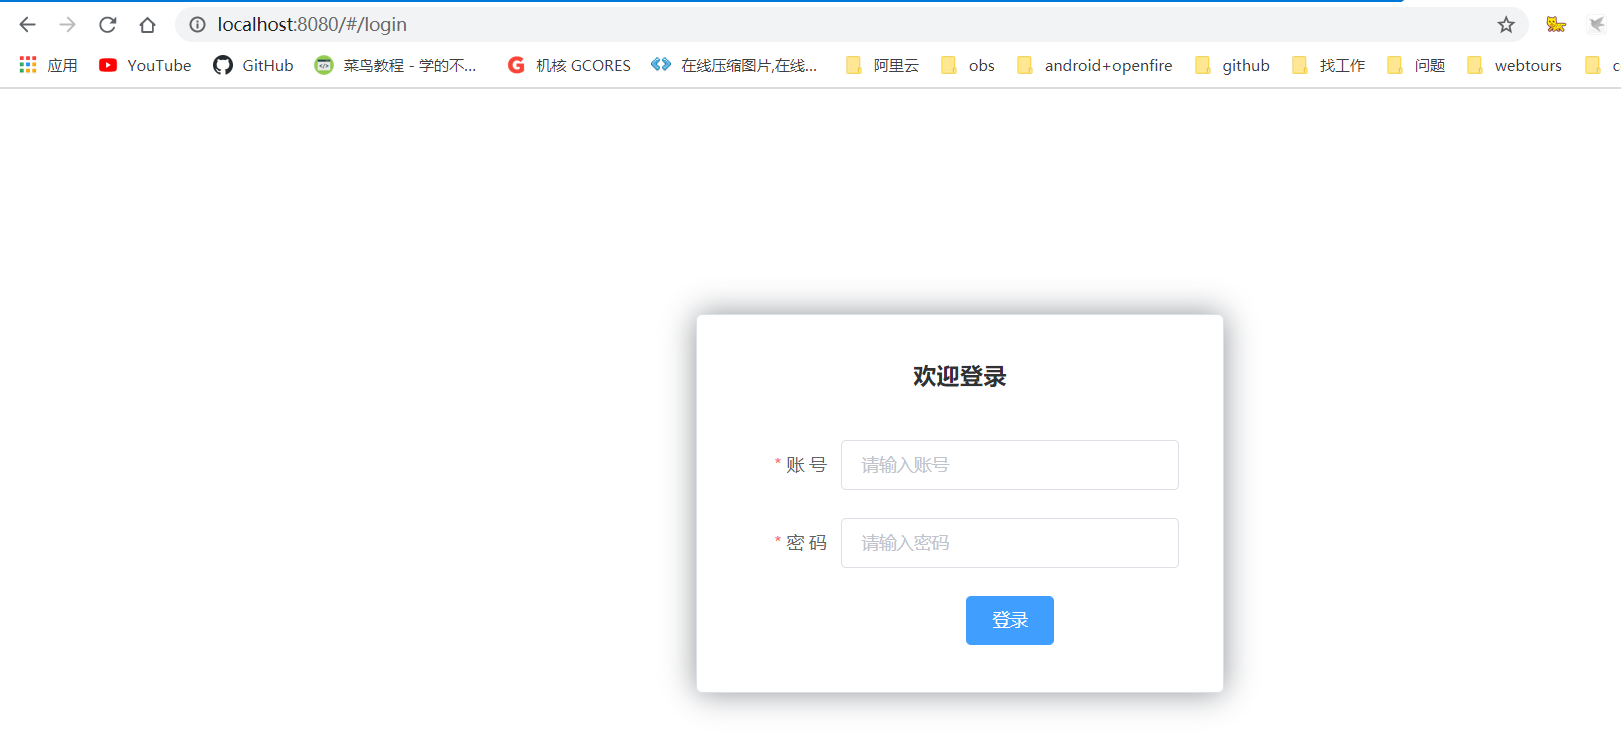 localhost:8080/#/login
应用 YouTube GitHub 菜鸟教程 - 学的不... 机核 GCORES 在线压缩图片,在线... 阿里云 obs android+openfire github 找工作 问题 webtours
欢迎登录
* 账 号 请输入账号
* 密 码 请输入密码
登录